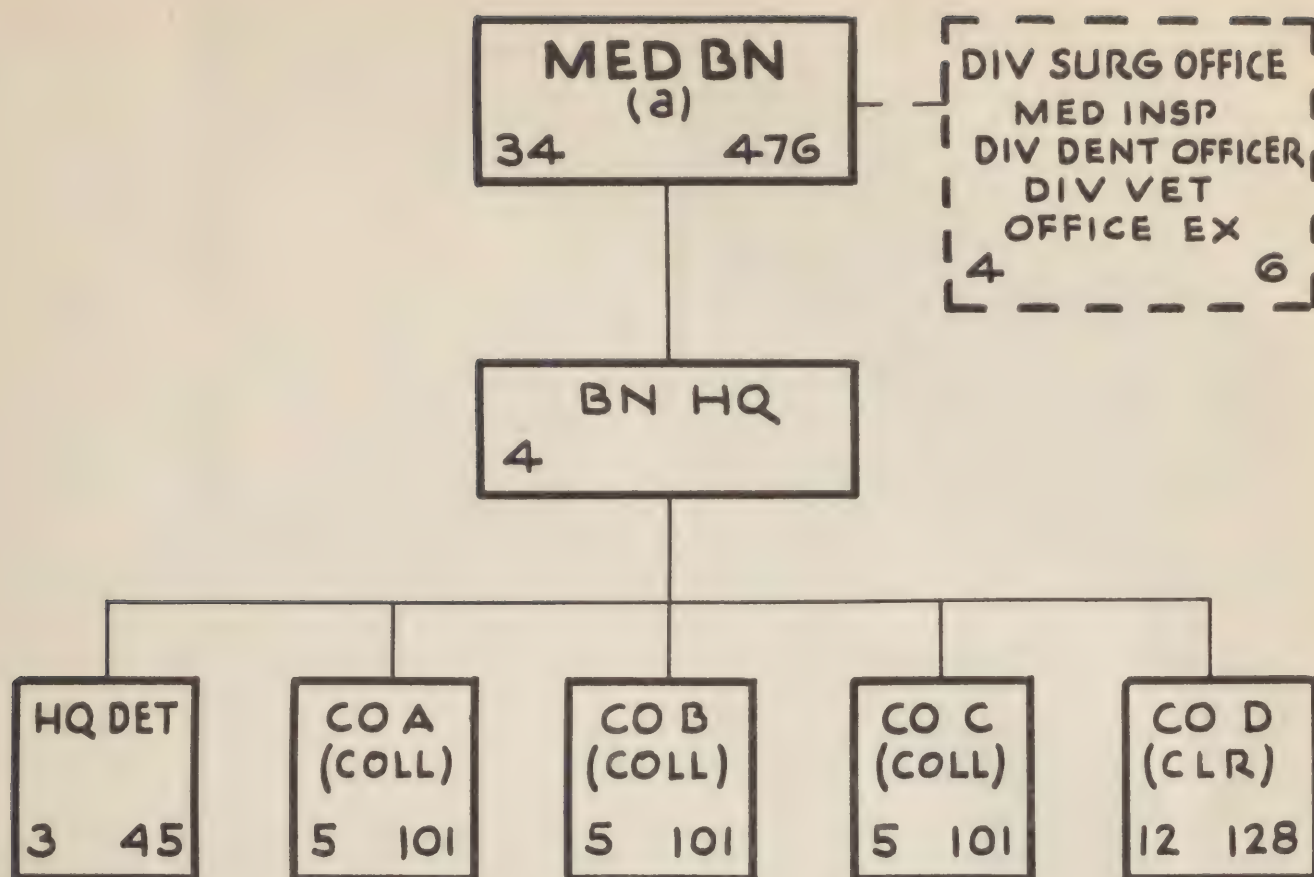 MED BN
(a)
34 476
DIV SURG OFFICE
MED INSP
DIV DENT OFFICER
DIV VET
OFFICE EX
4 6
BN HQ
4
HQ DET
3 45
CO A
(COLL)
5 101
CO B
(COLL)
5 101
CO C
(COLL)
5 101
CO D
(CLR)
12 128